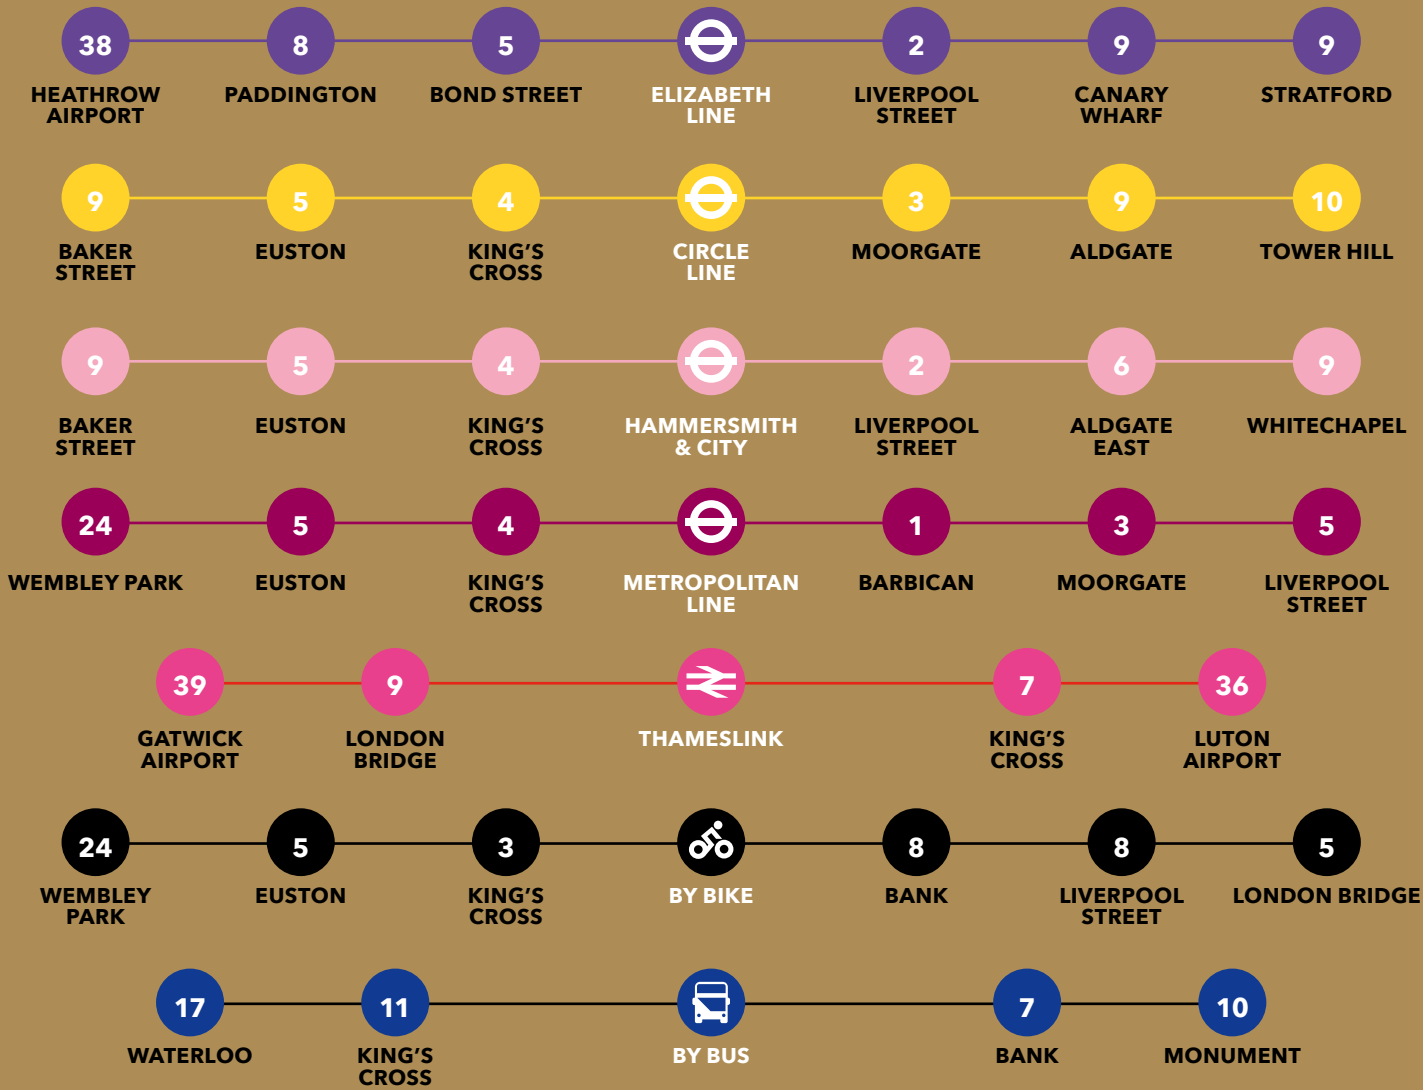 38 8 5 2 9 9
HEATHROW PADDINGTON BOND STREET ELIZABETH LIVERPOOL CANARY STRATFORD
AIRPORT LINE STREET WHARF
9 5 4 3 9 10
BAKER EUSTON KING'S CIRCLE MOORGATE ALDGATE TOWER HILL
STREET CROSS LINE
9 5 4 2 6 9
BAKER EUSTON KING'S HAMMERSMITH LIVERPOOL ALDGATE WHITECHAPEL
STREET CROSS & CITY STREET EAST
24 5 4 1 3 5
WEMBLEY PARK EUSTON KING'S METROPOLITAN BARBICAN MOORGATE LIVERPOOL
CROSS LINE STREET
39 9 7 36
GATWICK LONDON THAMESLINK KING'S LUTON
AIRPORT BRIDGE CROSS AIRPORT
24 5 3 8 8 5
WEMBLEY EUSTON KING'S BY BIKE BANK LIVERPOOL LONDON BRIDGE
PARK CROSS STREET
17 11 7 10
WATERLOO KING'S BY BUS BANK MONUMENT
CROSS